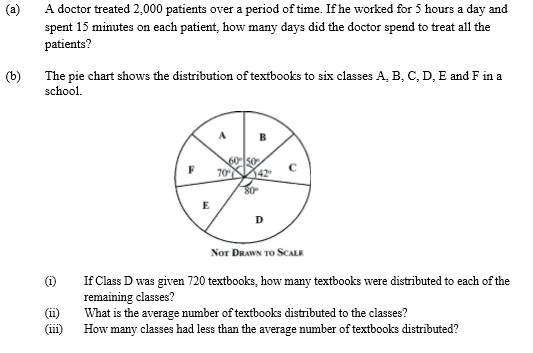 (a) A doctor treated 2,000 patients over a period of time. If he worked for 5 hours a day and
spent 15 minutes on each patient, how many days did the doctor spend to treat all the
patients?
(b) The pie chart shows the distribution of textbooks to six classes A, B, C, D, E and F in a
school.
A B
60° 50°
F 70° 42° C
80°
E
D
NOT DRAWN TO SCALE
(i) If Class D was given 720 textbooks, how many textbooks were distributed to each of the
remaining classes?
(ii) What is the average number of textbooks distributed to the classes?
(iii) How many classes had less than the average number of textbooks distributed?